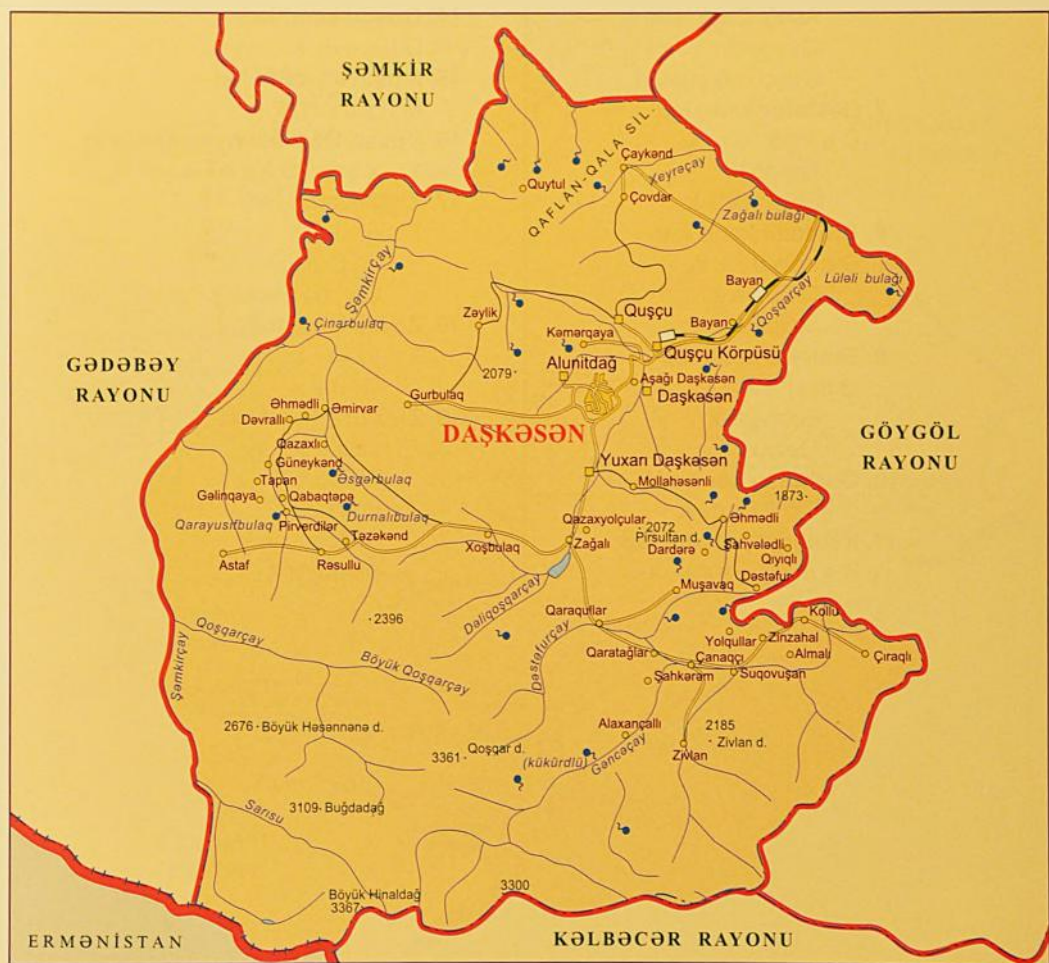 ŞƏMKİR
RAYONU
QAFLAN-QALA SİL.
Çaykənd
Xeyrəçay
Quytul
Çovdar
Zəğalı bulağı
Şəmkirçay
Bayan
Lüləli bulağı
Qoşqarçay
Çinarbulaq
Zəylik
Quşçu
Bayan
Kəmərqaya
Quşçu Körpüsü
GƏDƏBƏY
RAYONU
Alunitdağ
2079
Aşağı Daşkəsən
Daşkəsən
Gurbulaq
Əhmədli
Əmirvar
Dəvrallı
DAŞKƏSƏN
GÖYGÖL
RAYONU
Qazaxlı
Güneykənd
Yuxarı Daşkəsən
Tapan
Əsgərbulaq
Mollahəsənli
Gəlinqaya
Qabaqtəpə
1873
Durnalıbulaq
Pirverdilər
Qarayusifbulaq
Əhmədli
Qazaxyolçular
2072
Pirsultan d.
Təzəkənd
Xoşbulaq
Zağalı
Şahvələdli
Dardərə
Qıyıqlı
Astaf
Rəsullu
Dəstəfur
Muşavaq
Dəliqoşqarçay
Qaraqullar
Kollu
2396
Qoşqarçay
Yolqullar
Zinzahal
Dəstəfurçay
Böyük Qoşqarçay
Qaratağlar
Çanaqçı
Almalı
Çıraqlı
Şəmkirçay
Şahkərəm
Suqovuşan
2676 Böyük Həsənnənə d.
Alaxançallı
2185
Zivlan d.
Qoşqar d.
3361
(kükürdlü)
Gəncəçay
Zivlan
3109 Buğdadağ
Sarısu
Böyük Hinaldağ
3367
3300
ERMƏNİSTAN
KƏLBƏCƏR RAYONU